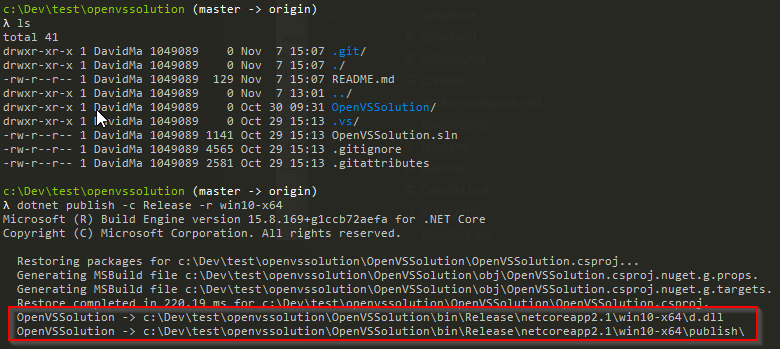 c:\Dev\test\openvssolution (master -> origin)
λ ls
total 41
drwxr-xr-x 1 DavidMa 1049089    0 Nov  7 15:07 .git/
drwxr-xr-x 1 DavidMa 1049089    0 Nov  7 15:07 ./
-rw-r--r-- 1 DavidMa 1049089  129 Nov  7 15:07 README.md
drwxr-xr-x 1 DavidMa 1049089    0 Nov  7 13:01 ../
drwxr-xr-x 1 DavidMa 1049089    0 Oct 30 09:31 OpenVSSolution/
drwxr-xr-x 1 DavidMa 1049089    0 Oct 29 15:13 .vs/
-rw-r--r-- 1 DavidMa 1049089 1141 Oct 29 15:13 OpenVSSolution.sln
-rw-r--r-- 1 DavidMa 1049089 4565 Oct 29 15:13 .gitignore
-rw-r--r-- 1 DavidMa 1049089 2581 Oct 29 15:13 .gitattributes
c:\Dev\test\openvssolution (master -> origin)
λ dotnet publish -c Release -r win10-x64
Microsoft (R) Build Engine version 15.8.169+g1ccb72aefa for .NET Core
Copyright (C) Microsoft Corporation. All rights reserved.
Restoring packages for c:\Dev\test\openvssolution\OpenVSSolution\OpenVSSolution.csproj...
Generating MSBuild file c:\Dev\test\openvssolution\OpenVSSolution\obj\OpenVSSolution.csproj.nuget.g.props.
Generating MSBuild file c:\Dev\test\openvssolution\OpenVSSolution\obj\OpenVSSolution.csproj.nuget.g.targets.
Restore completed in 220.19 ms for c:\Dev\test\openvssolution\OpenVSSolution\OpenVSSolution.csproj.
OpenVSSolution -> c:\Dev\test\openvssolution\OpenVSSolution\bin\Release\netcoreapp2.1\win10-x64\d.dll
OpenVSSolution -> c:\Dev\test\openvssolution\OpenVSSolution\bin\Release\netcoreapp2.1\win10-x64\publish\